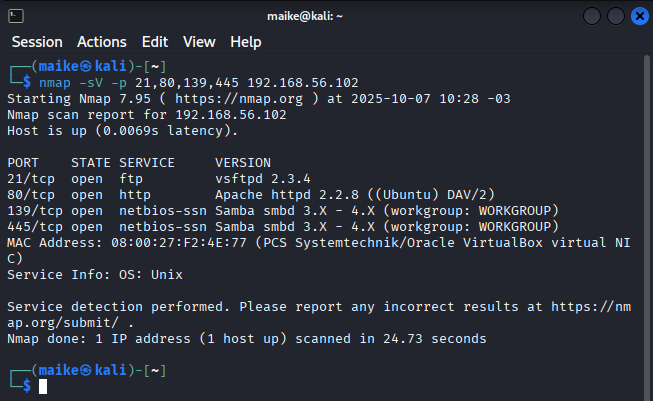 maike@kali: ~
Session Actions Edit View Help
┌──(maike㉿kali)-[~]
└─$ nmap -sV -p 21,80,139,445 192.168.56.102
Starting Nmap 7.95 ( https://nmap.org ) at 2025-10-07 10:28 -03
Nmap scan report for 192.168.56.102
Host is up (0.0069s latency).
PORT    STATE SERVICE     VERSION
21/tcp  open  ftp         vsftpd 2.3.4
80/tcp  open  http        Apache httpd 2.2.8 ((Ubuntu) DAV/2)
139/tcp open  netbios-ssn Samba smbd 3.X - 4.X (workgroup: WORKGROUP)
445/tcp open  netbios-ssn Samba smbd 3.X - 4.X (workgroup: WORKGROUP)
MAC Address: 08:00:27:F2:4E:77 (PCS Systemtechnik/Oracle VirtualBox virtual NI
C)
Service Info: OS: Unix
Service detection performed. Please report any incorrect results at https://nm
ap.org/submit/ .
Nmap done: 1 IP address (1 host up) scanned in 24.73 seconds
┌──(maike㉿kali)-[~]
└─$